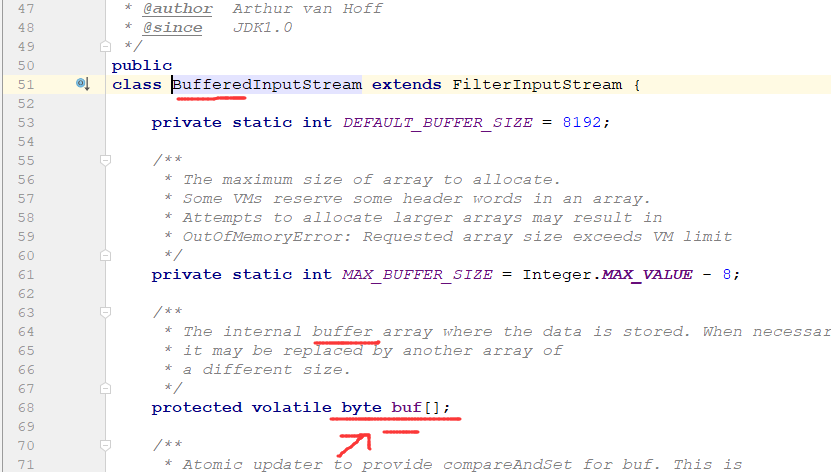 47 * @author  Arthur van Hoff
48 * @since   JDK1.0
49 */
50 public
51 class BufferedInputStream extends FilterInputStream {
52
53 private static int DEFAULT_BUFFER_SIZE = 8192;
54
55 /**
56 * The maximum size of array to allocate.
57 * Some VMs reserve some header words in an array.
58 * Attempts to allocate larger arrays may result in
59 * OutOfMemoryError: Requested array size exceeds VM limit
60 */
61 private static int MAX_BUFFER_SIZE = Integer.MAX_VALUE - 8;
62
63 /**
64 * The internal buffer array where the data is stored. When necessar
65 * it may be replaced by another array of
66 * a different size.
67 */
68 protected volatile byte buf[];
69
70 /**
71 * Atomic updater to provide compareAndSet for buf. This is